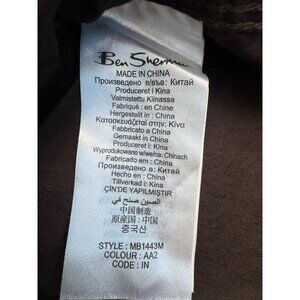 Ben Sherman
MADE IN CHINA
Произведено в/във: Китай
Produceret i Kina
Valmistettu Kiinassa
Fabriqué : en Chine
Hergestellt in : China
Κατασκευάζεται στην: Κίνα
Fabbricato a China
Gemaakt in China
Wyprodukowano w/we/na: Chinach
Fabricado em : China
Произведено в : Китай
Hecho en : China
Tillverkad i: Kina
ÇİN'DE YAPILMIŞTIR
الصين صنع في
中国制造
原産国：中国
중국산
STYLE : MB1443M
COLOUR : AA2
CODE : IN